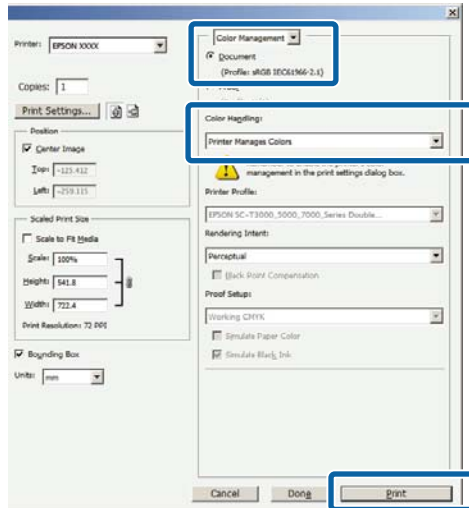 Printer: EPSON XXXX
Copies: 1
Print Settings...
Position
Center Image
Top: -125.412
Left: -259.115
Scaled Print Size
Scale to Fit Media
Scale: 100%
Height: 541.8
Width: 722.4
Print Resolution: 72 PPI
Bounding Box
Units: mm
Color Management
Document
(Profile: sRGB IEC61966-2.1)
Color Handling:
Printer Manages Colors
management in the print settings dialog box.
Printer Profile:
EPSON SC-T3000_5000_7000_Series Double...
Rendering Intent:
Perceptual
Black Point Compensation
Proof Setup:
Working CMYK
Simulate Paper Color
Simulate Black Ink
Cancel
Done
Print